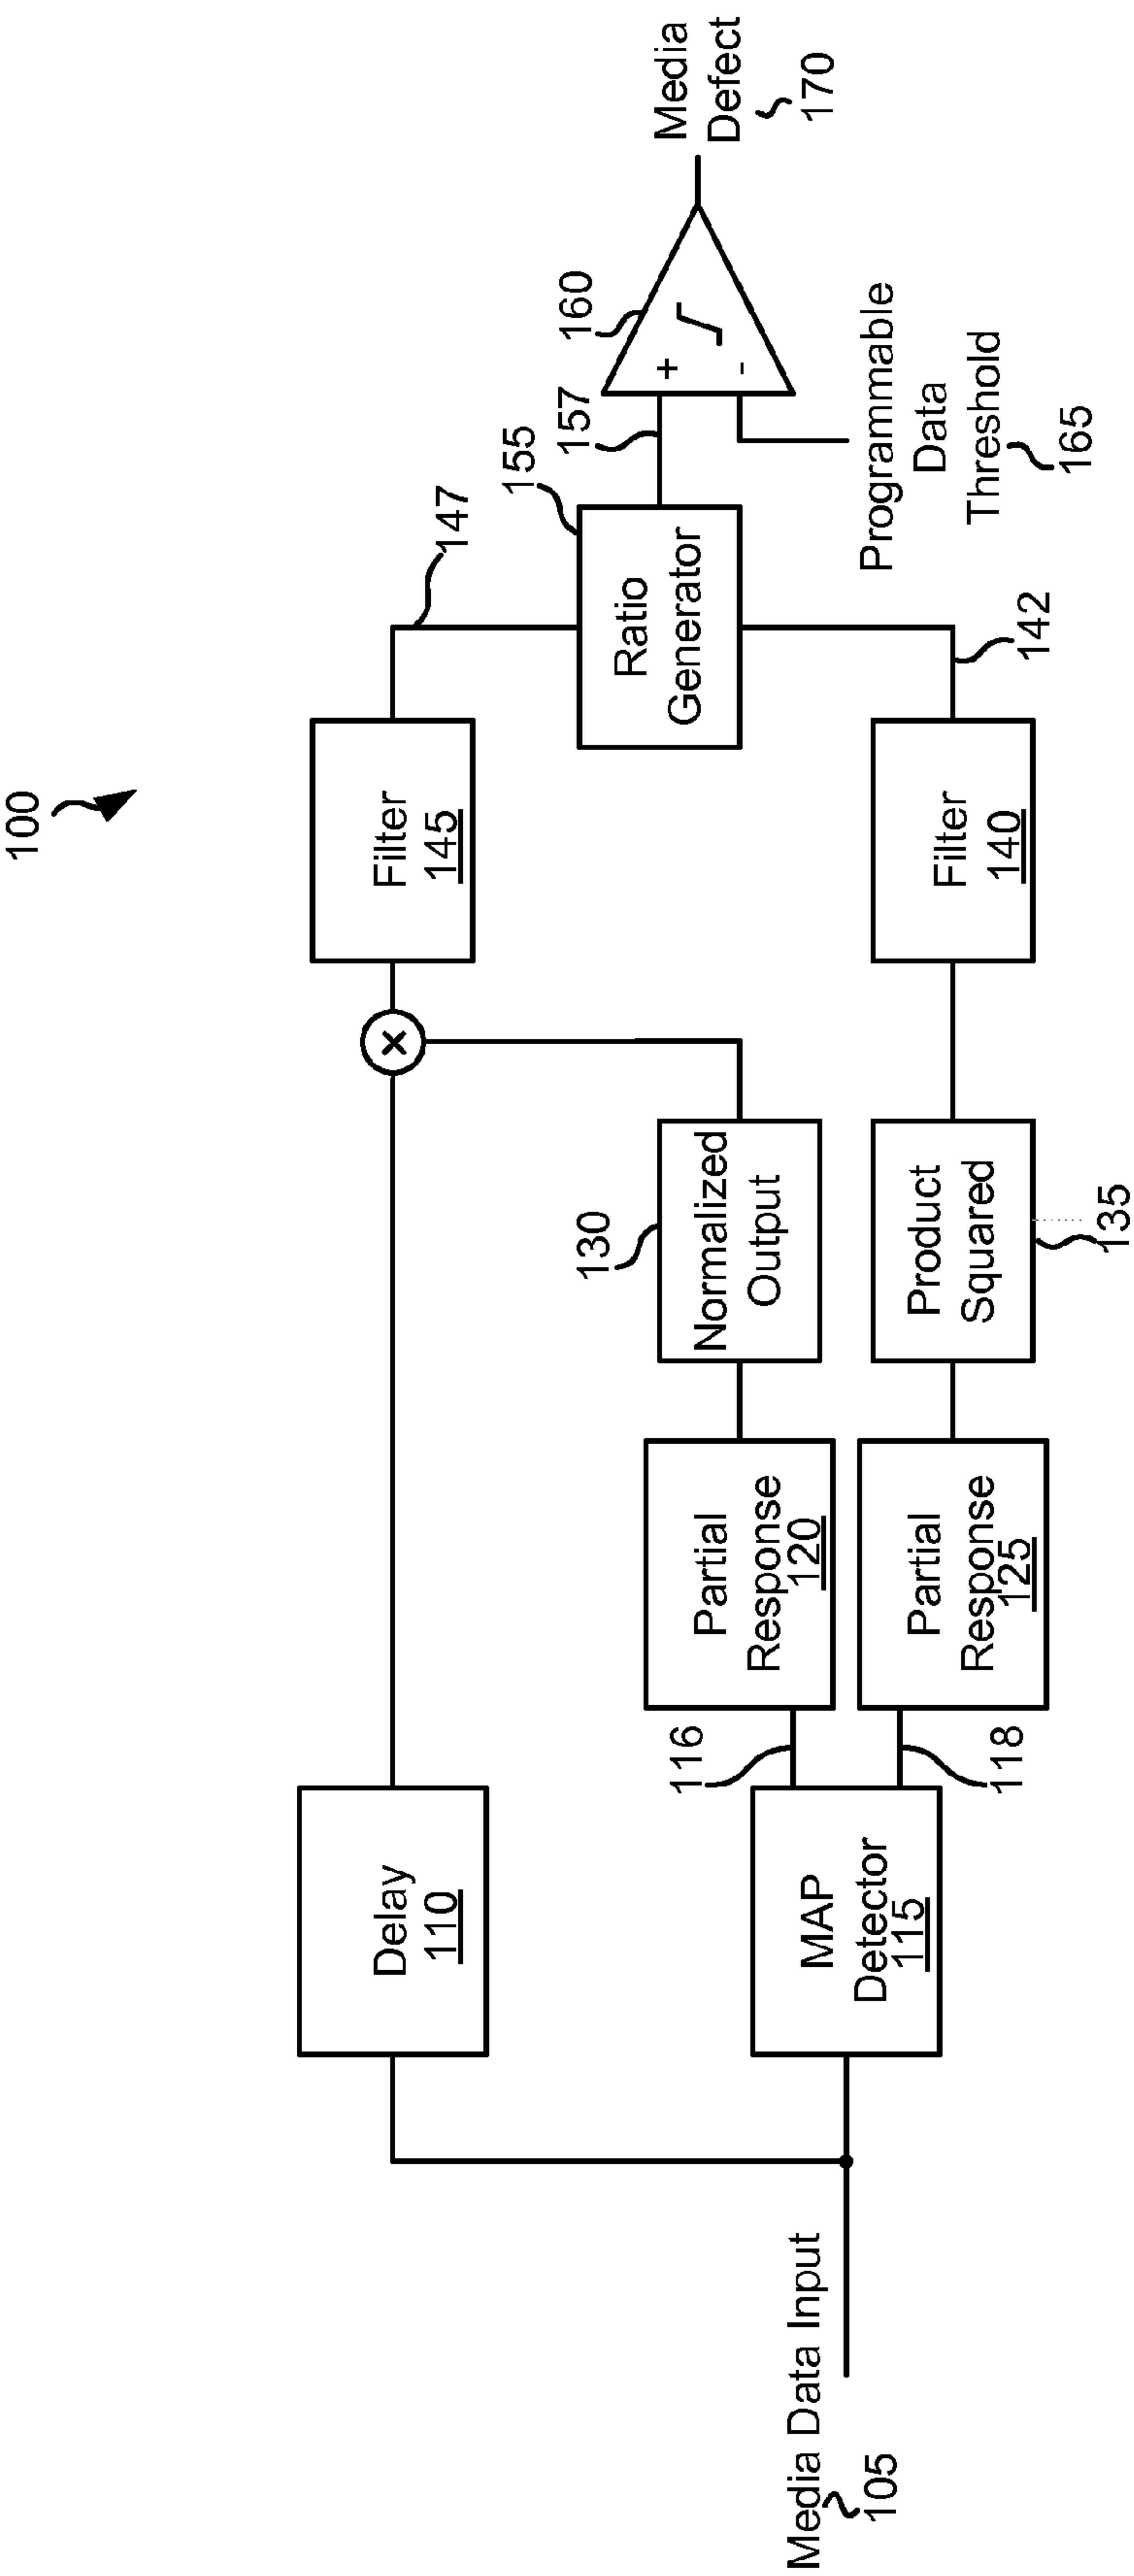 100
Media Data Input
105
Delay
110
MAP
Detector
115
116
118
Partial
Response
120
Partial
Response
125
130
Normalized
Output
Product
Squared
135
Filter
145
Filter
140
147
142
155
Ratio
Generator
157
160
+
-
Programmable
Data
Threshold
165
Media
Defect
170
x